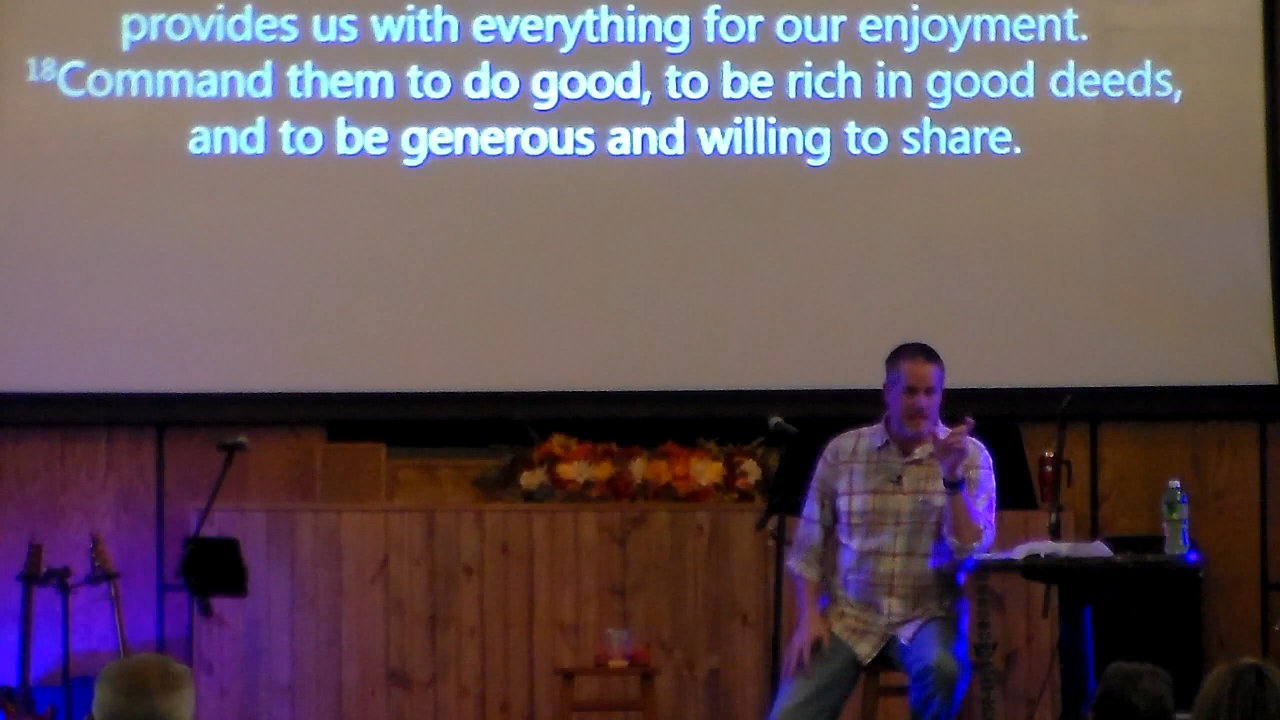 provides us with everything for our enjoyment.
18Command them to do good, to be rich in good deeds,
and to be generous and willing to share.